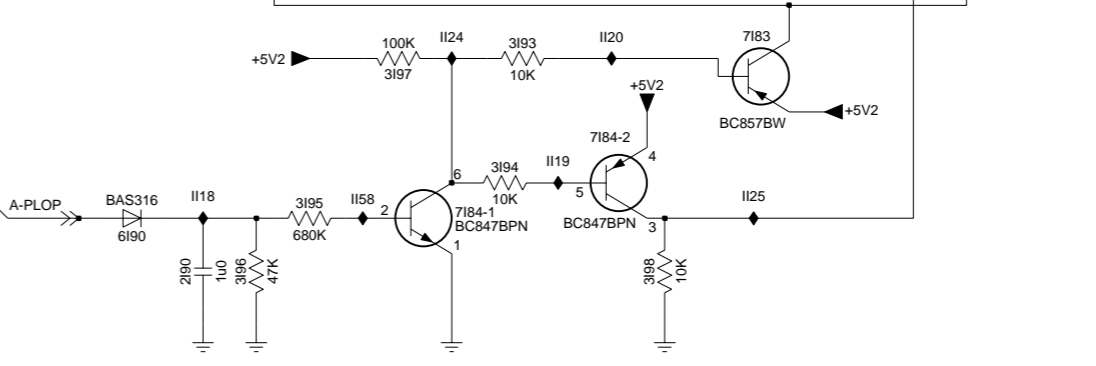 7I83
100K
II24
3I93
II20
+5V2
3I97
10K
+5V2
+5V2
BC857BW
7I84-2
4
6
3I94
II19
5
10K
BC847BPN
3
II25
A-PLOP
BAS316
6I90
II18
3I95
680K
II58
2
7I84-1
BC847BPN
1
2I90
1u0
3I96
47K
3I98
10K